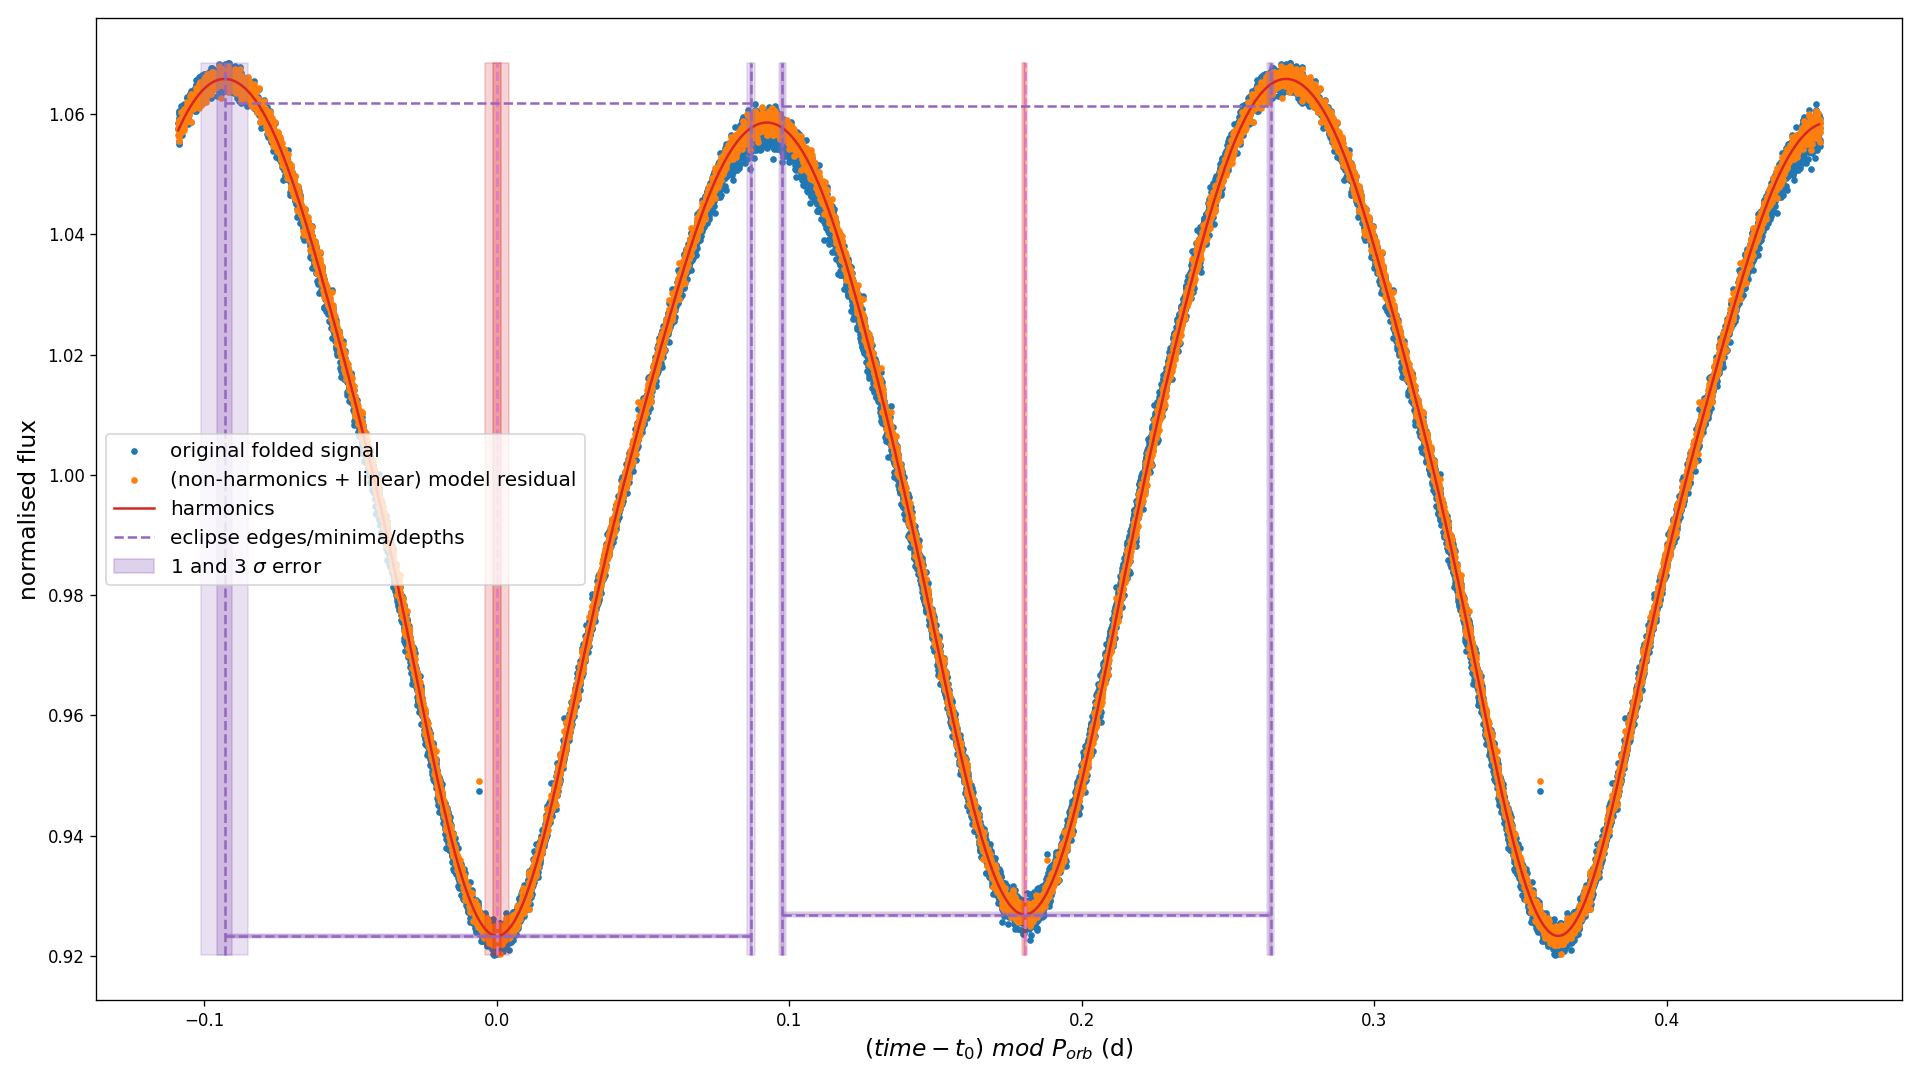 normalised flux
1.06
1.04
1.02
1.00
0.98
0.96
0.94
0.92
original folded signal
(non-harmonics + linear) model residual
harmonics
eclipse edges/minima/depths
1 and 3 σ error
−0.1 0.0 0.1 0.2 0.3 0.4
(time − t₀) mod Pₒᵣb (d)